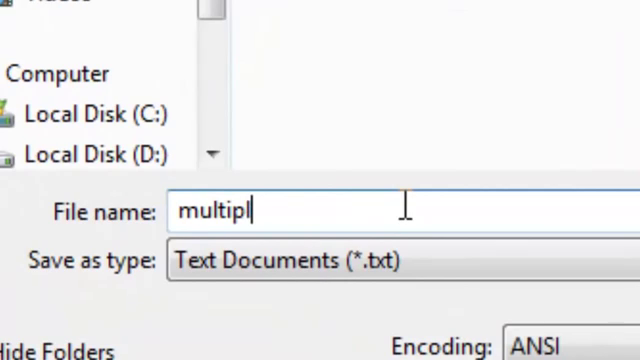 Computer
Local Disk (C:)
Local Disk (D:)
File name: multipl
Save as type: Text Documents (*.txt)
Hide Folders
Encoding: ANSI